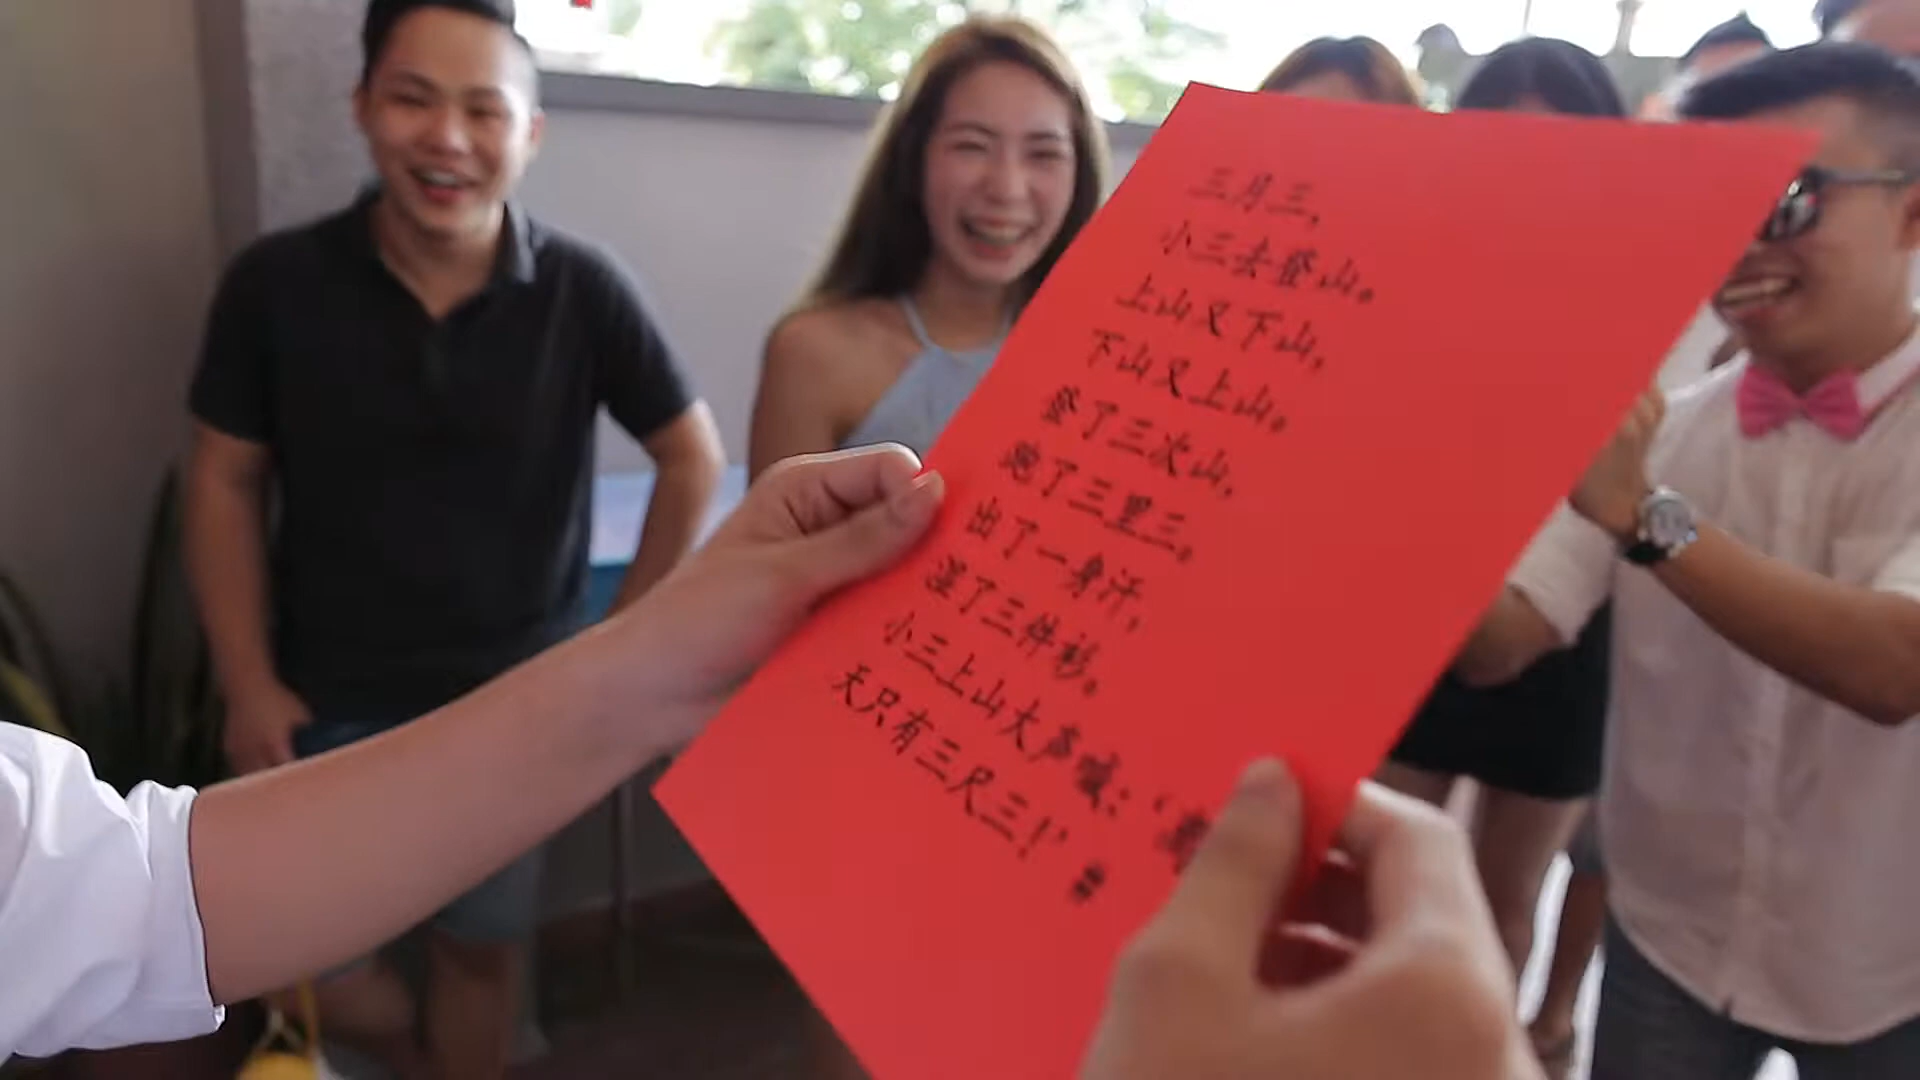 三月三，
小三去登山。
上山又下山，
下山又上山。
登了三次山，
跑了三里三。
出了一身汗，
湿了三件衫。
小三上山大声喊：‘
天只有三尺三！’